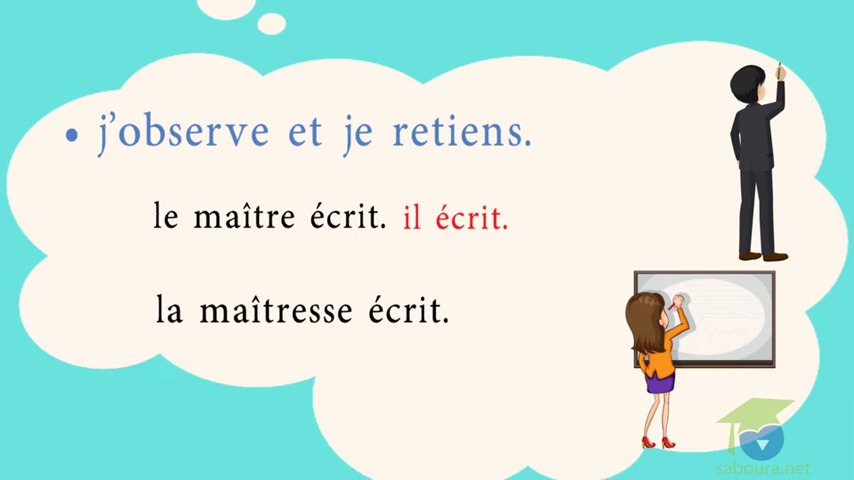 • j'observe et je retiens.
le maître écrit. il écrit.
la maîtresse écrit.
saboura.net